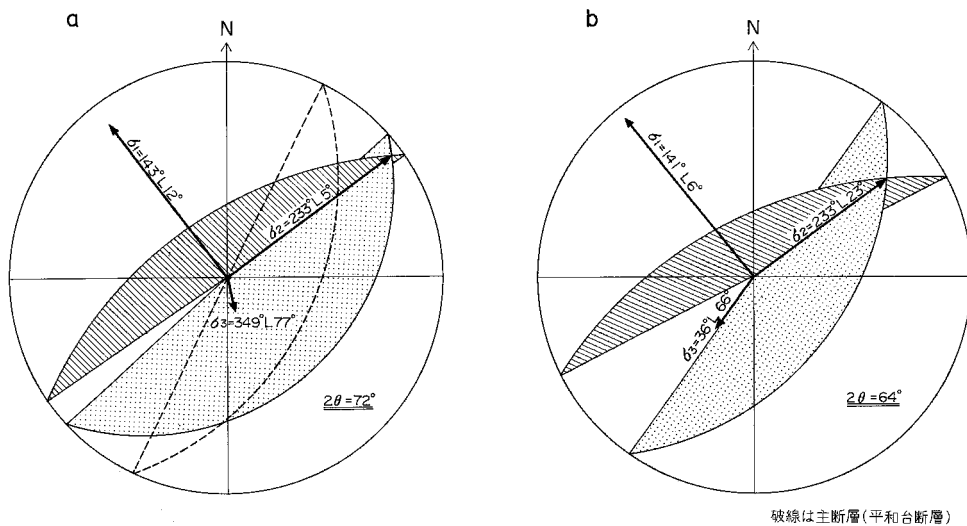 a
N
σ1=143°L12°
σ2=233°L5°
σ3=349°L77°
2θ=72°
b
N
σ1=141°L6°
σ2=233°L23°
σ3=36°L66°
2θ=64°
破線は主断層(平和台断層)